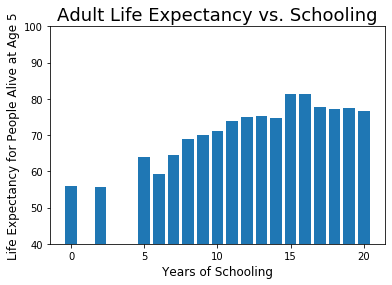 Adult Life Expectancy vs. Schooling
Life Expectancy for People Alive at Age 5
100
90
80
70
60
50
40
0 5 10 15 20
Years of Schooling